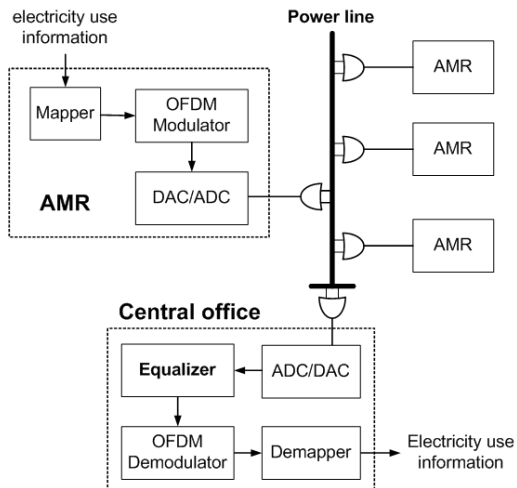 electricity use
information
Power line
Mapper
OFDM
Modulator
DAC/ADC
AMR
AMR
AMR
AMR
Central office
Equalizer
ADC/DAC
OFDM
Demodulator
Demapper
Electricity use
information